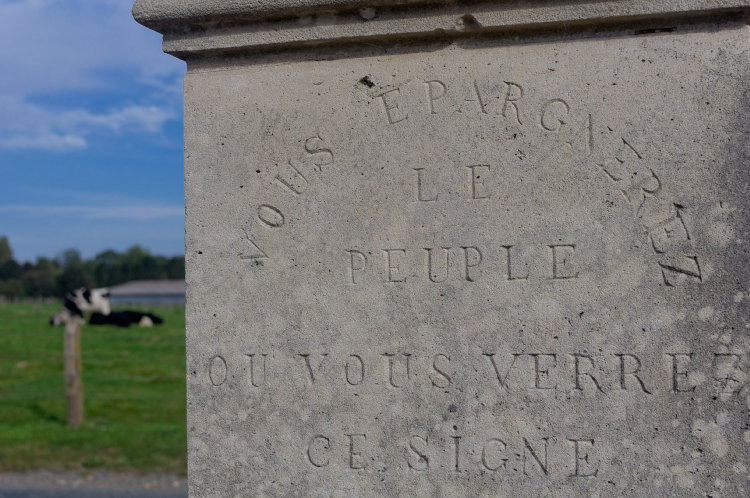 VOUS EPARGNEREZ
LE
PEUPLE
OU VOUS VERREZ
CE SIGNE